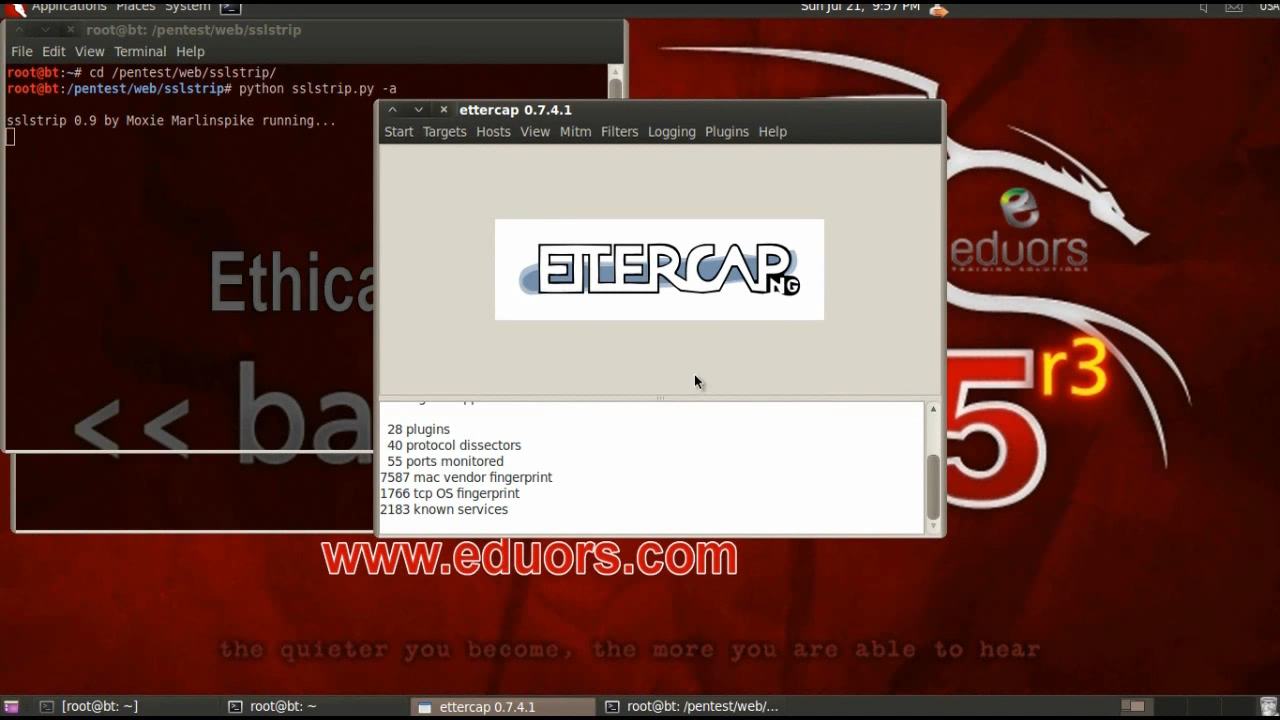 Applications Places System
Sun Jul 21, 9:57 PM
USA
root@bt: /pentest/web/sslstrip
File Edit View Terminal Help
root@bt:~# cd /pentest/web/sslstrip/
root@bt:/pentest/web/sslstrip# python sslstrip.py -a
sslstrip 0.9 by Moxie Marlinspike running...
ettercap 0.7.4.1
Start Targets Hosts View Mitm Filters Logging Plugins Help
ETTERCAP
NG
28 plugins
40 protocol dissectors
55 ports monitored
7587 mac vendor fingerprint
1766 tcp OS fingerprint
2183 known services
eduors
TRAINING SOLUTIONS
Ethica
<< ba
5 r3
www.eduors.com
the quieter you become, the more you are able to hear
[root@bt: ~]
root@bt: ~
ettercap 0.7.4.1
root@bt: /pentest/web/...